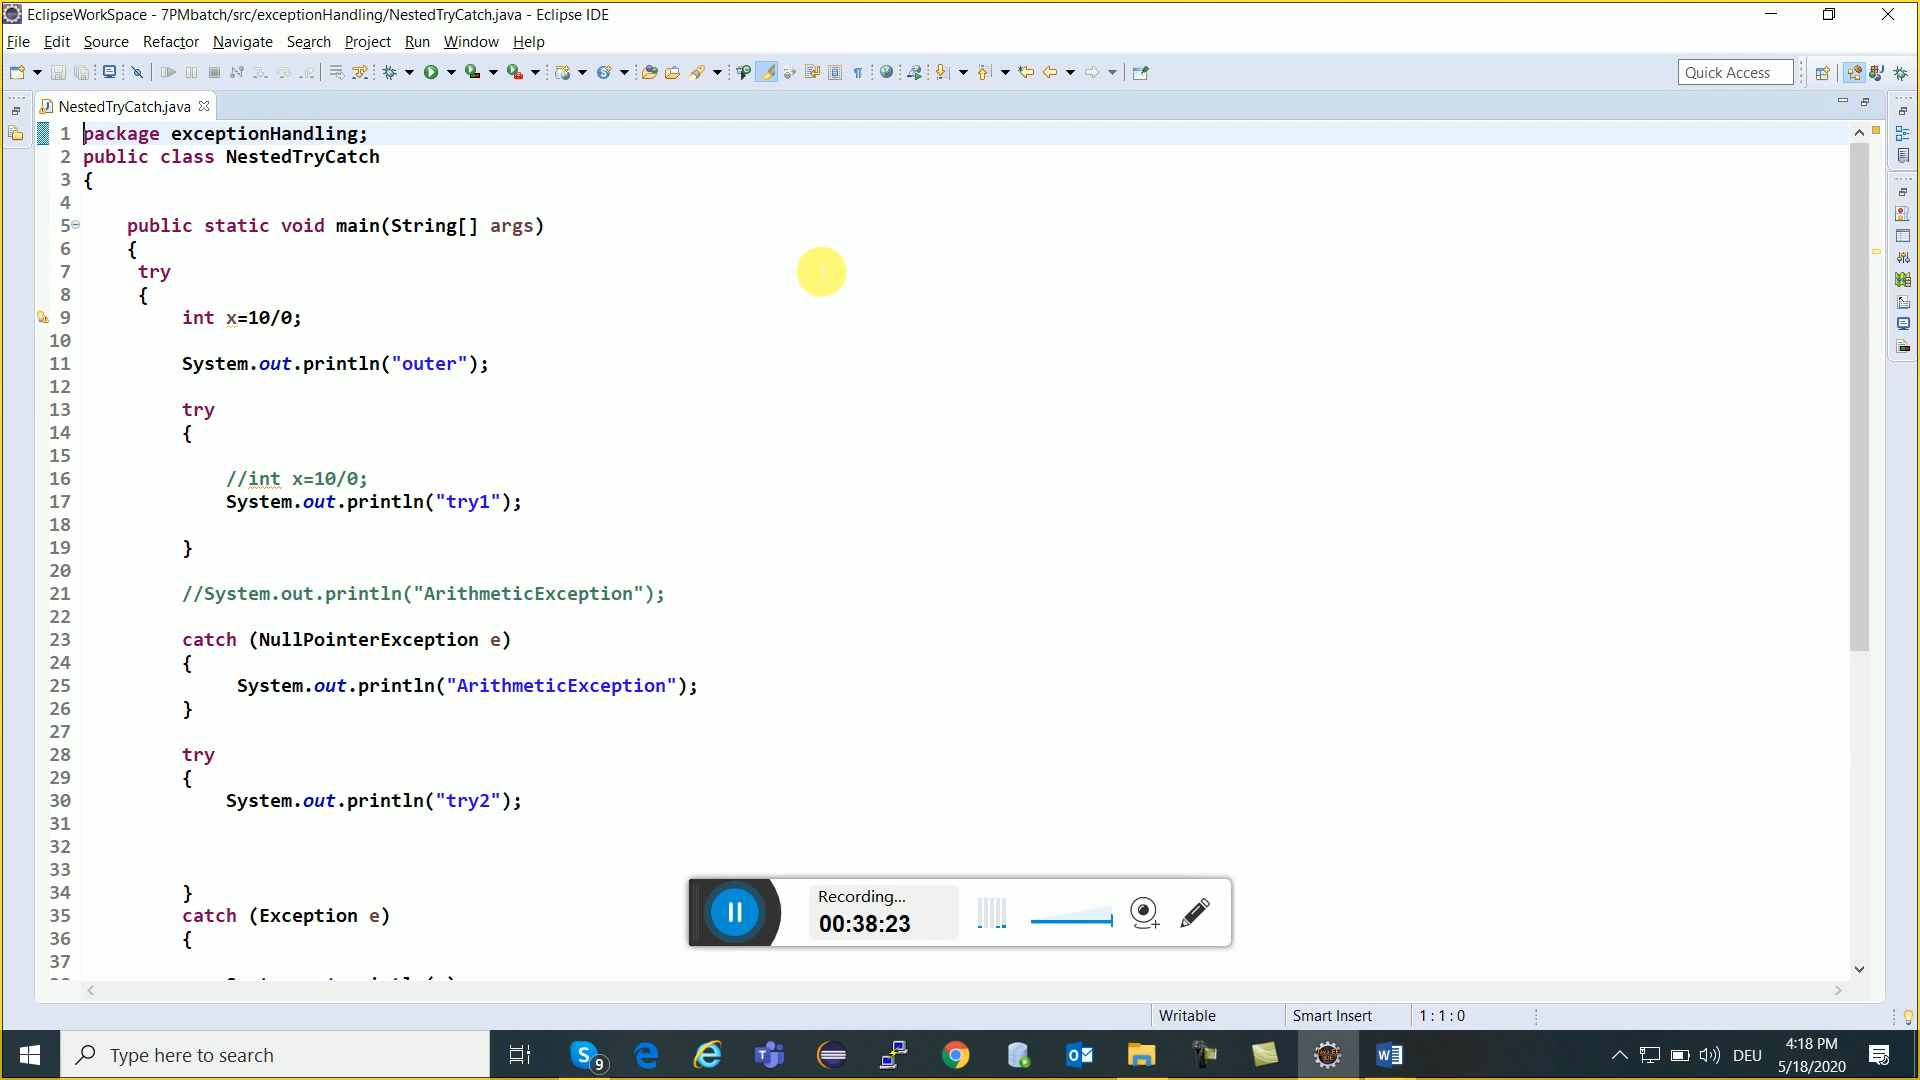 EclipseWorkSpace - 7PMbatch/src/exceptionHandling/NestedTryCatch.java - Eclipse IDE
File Edit Source Refactor Navigate Search Project Run Window Help
Quick Access
NestedTryCatch.java
1 package exceptionHandling;
2 public class NestedTryCatch
3 {
4
5 public static void main(String[] args)
6 {
7 try
8 {
9 int x=10/0;
10
11 System.out.println("outer");
12
13 try
14 {
15
16 //int x=10/0;
17 System.out.println("try1");
18
19 }
20
21 //System.out.println("ArithmeticException");
22
23 catch (NullPointerException e)
24 {
25 System.out.println("ArithmeticException");
26 }
27
28 try
29 {
30 System.out.println("try2");
31
32
33
34 }
35 catch (Exception e)
36 {
37
Recording...
00:38:23
Writable Smart Insert 1 : 1 : 0
Type here to search
9
DEU
4:18 PM
5/18/2020